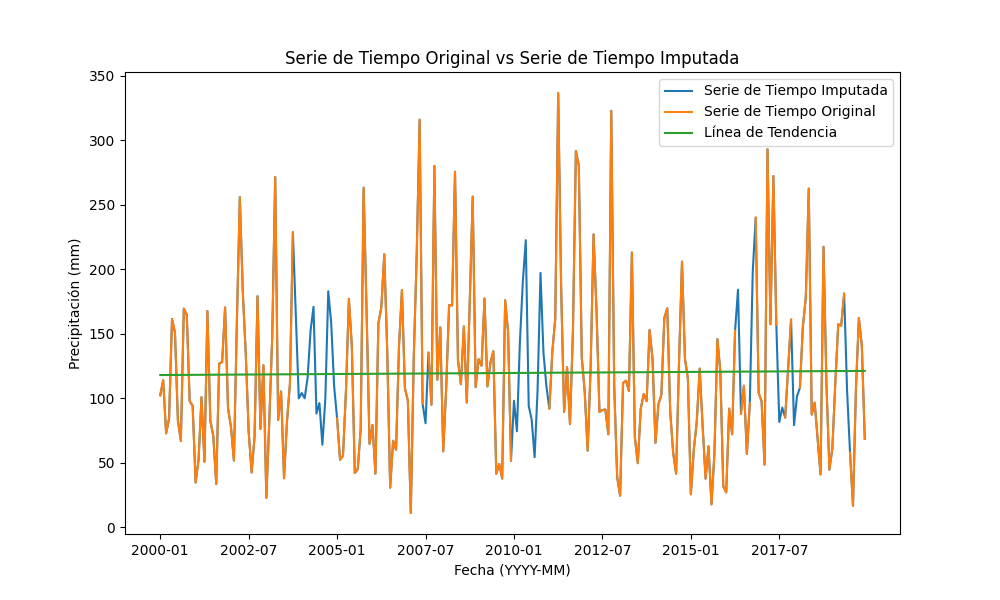 Serie de Tiempo Original vs Serie de Tiempo Imputada
350
300
250
200
150
100
50
0
Precipitación (mm)
Serie de Tiempo Imputada
Serie de Tiempo Original
Línea de Tendencia
2000-01 2002-07 2005-01 2007-07 2010-01 2012-07 2015-01 2017-07
Fecha (YYYY-MM)